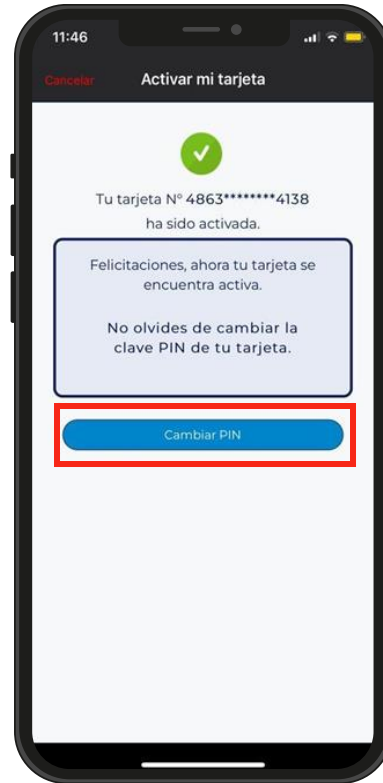 11:46
Cancelar Activar mi tarjeta
Tu tarjeta N° 4863********4138
ha sido activada.
Felicitaciones, ahora tu tarjeta se
encuentra activa.
No olvides de cambiar la
clave PIN de tu tarjeta.
Cambiar PIN